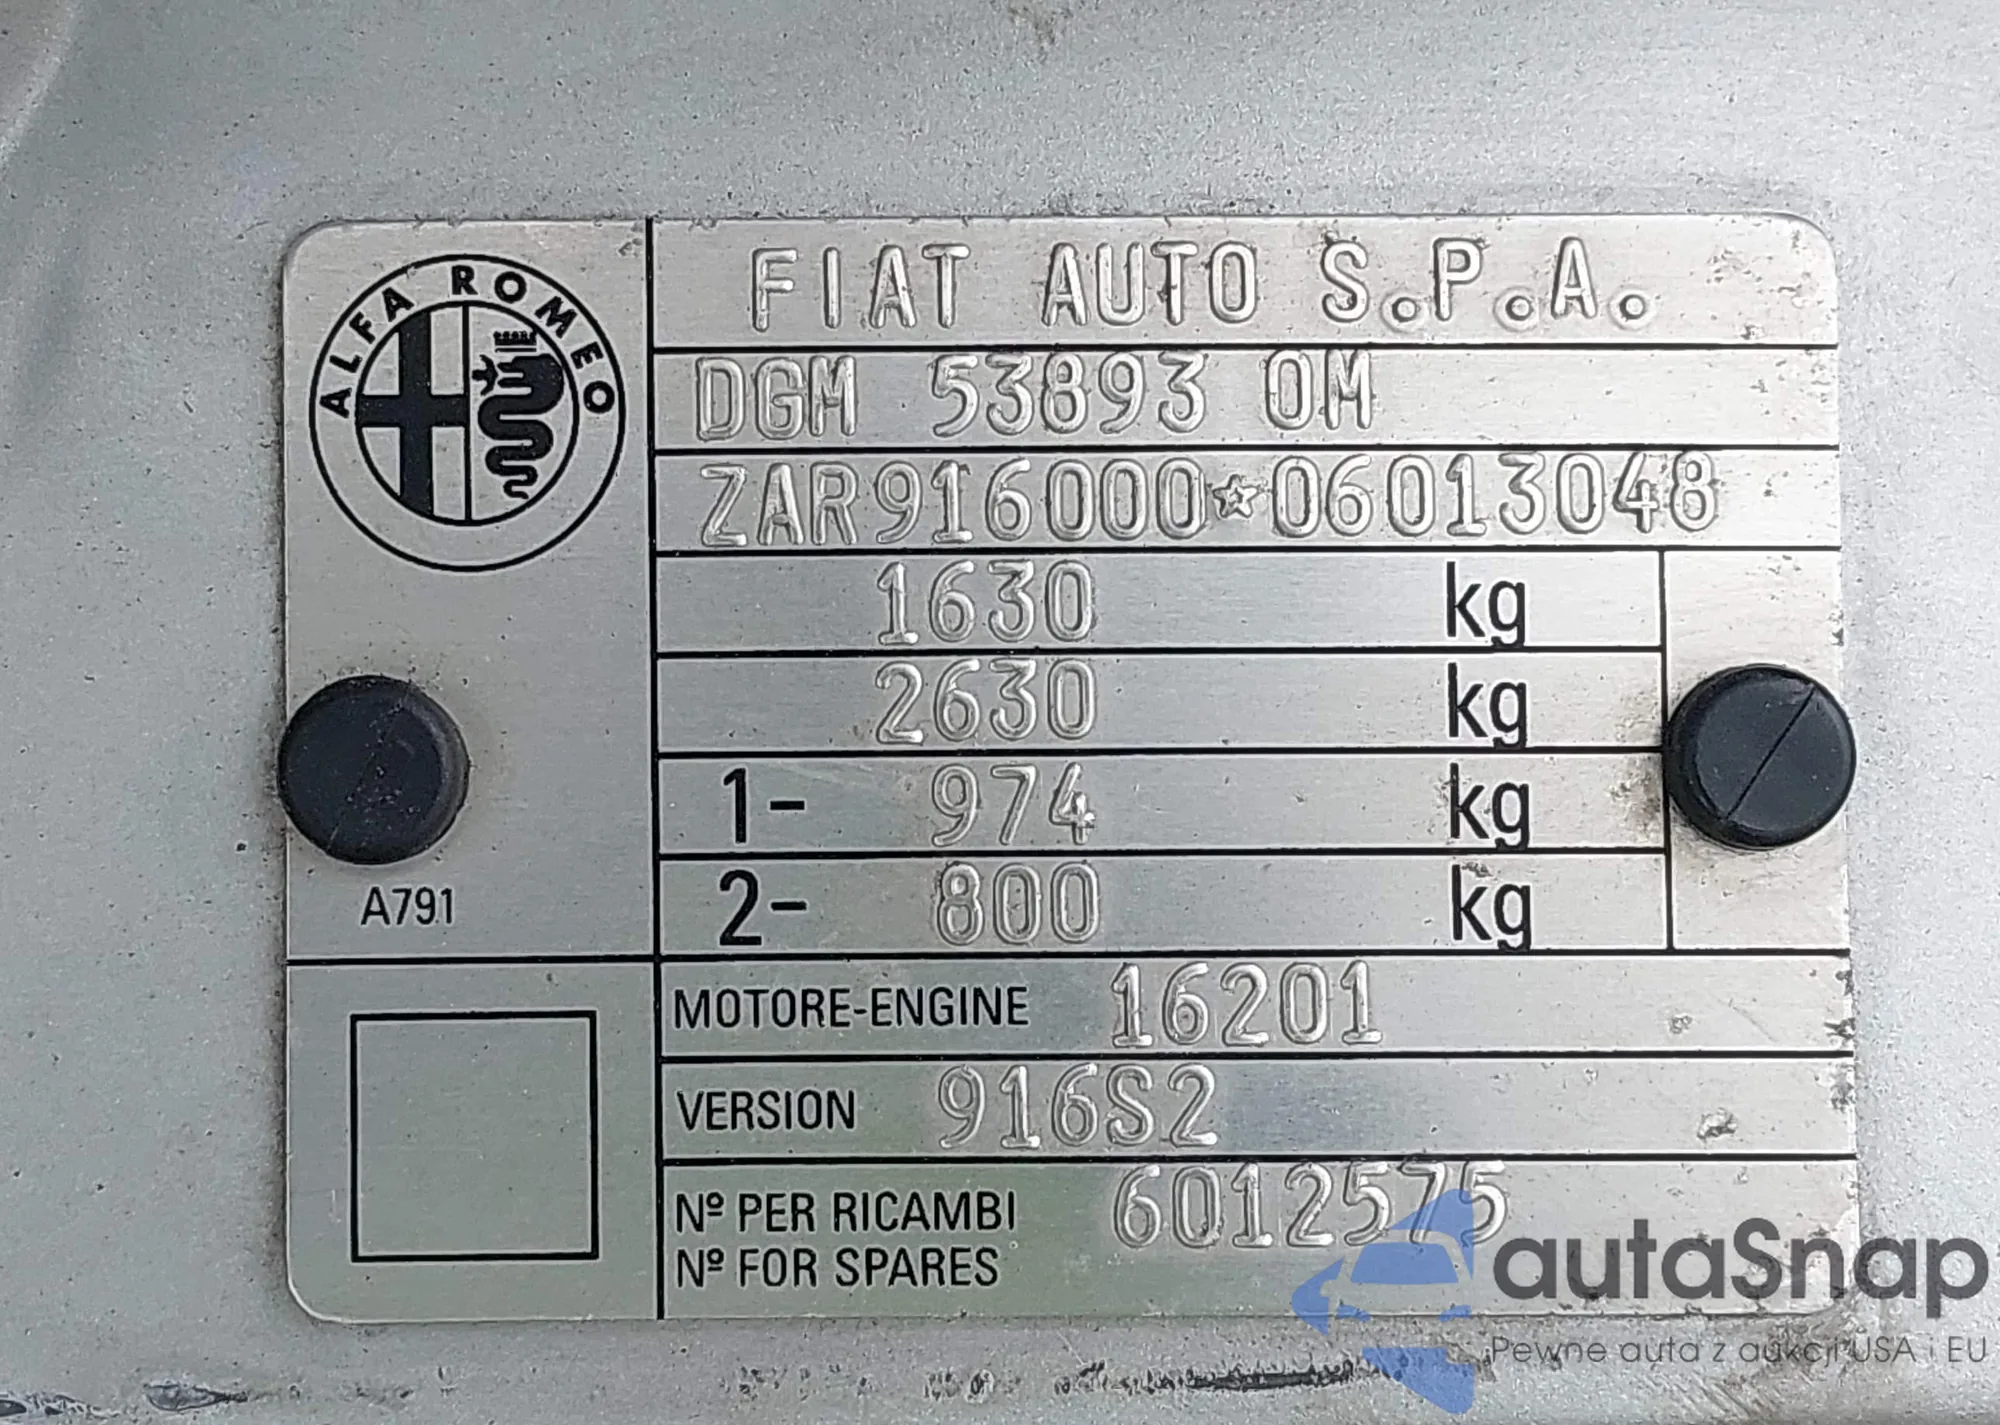 ALFA ROMEO
FIAT AUTO S.P.A.
DGM 53893 OM
ZAR916000☆06013048
1630 kg
2630 kg
1- 974 kg
2- 800 kg
A791
MOTORE-ENGINE 16201
VERSION 916S2
Nº PER RICAMBI 6012575
Nº FOR SPARES
autaSnap
Pewne auta z aukcji USA i EU